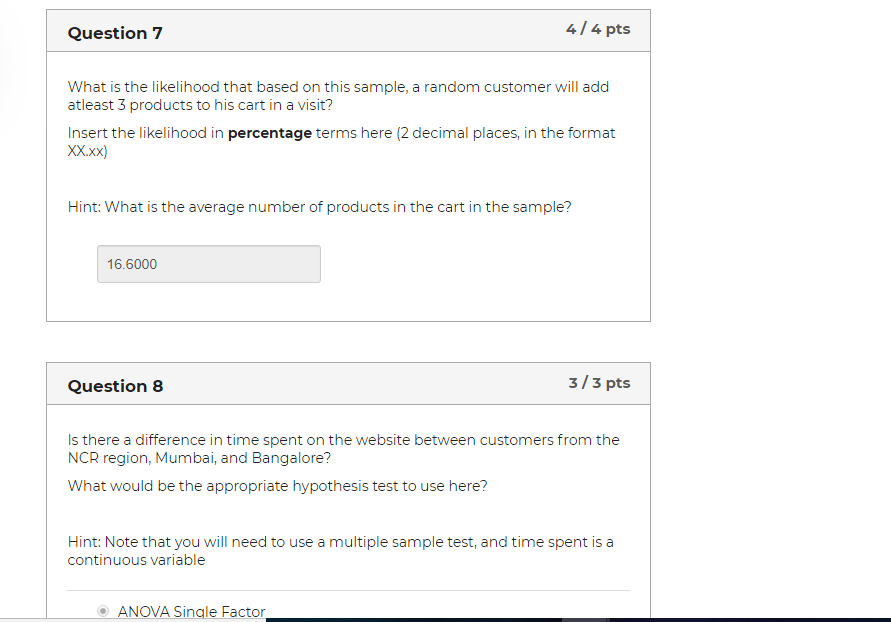 Question 7
4 / 4 pts
What is the likelihood that based on this sample, a random customer will add
atleast 3 products to his cart in a visit?
Insert the likelihood in percentage terms here (2 decimal places, in the format
XX.xx)
Hint: What is the average number of products in the cart in the sample?
16.6000
Question 8
3 / 3 pts
Is there a difference in time spent on the website between customers from the
NCR region, Mumbai, and Bangalore?
What would be the appropriate hypothesis test to use here?
Hint: Note that you will need to use a multiple sample test, and time spent is a
continuous variable
ANOVA Single Factor